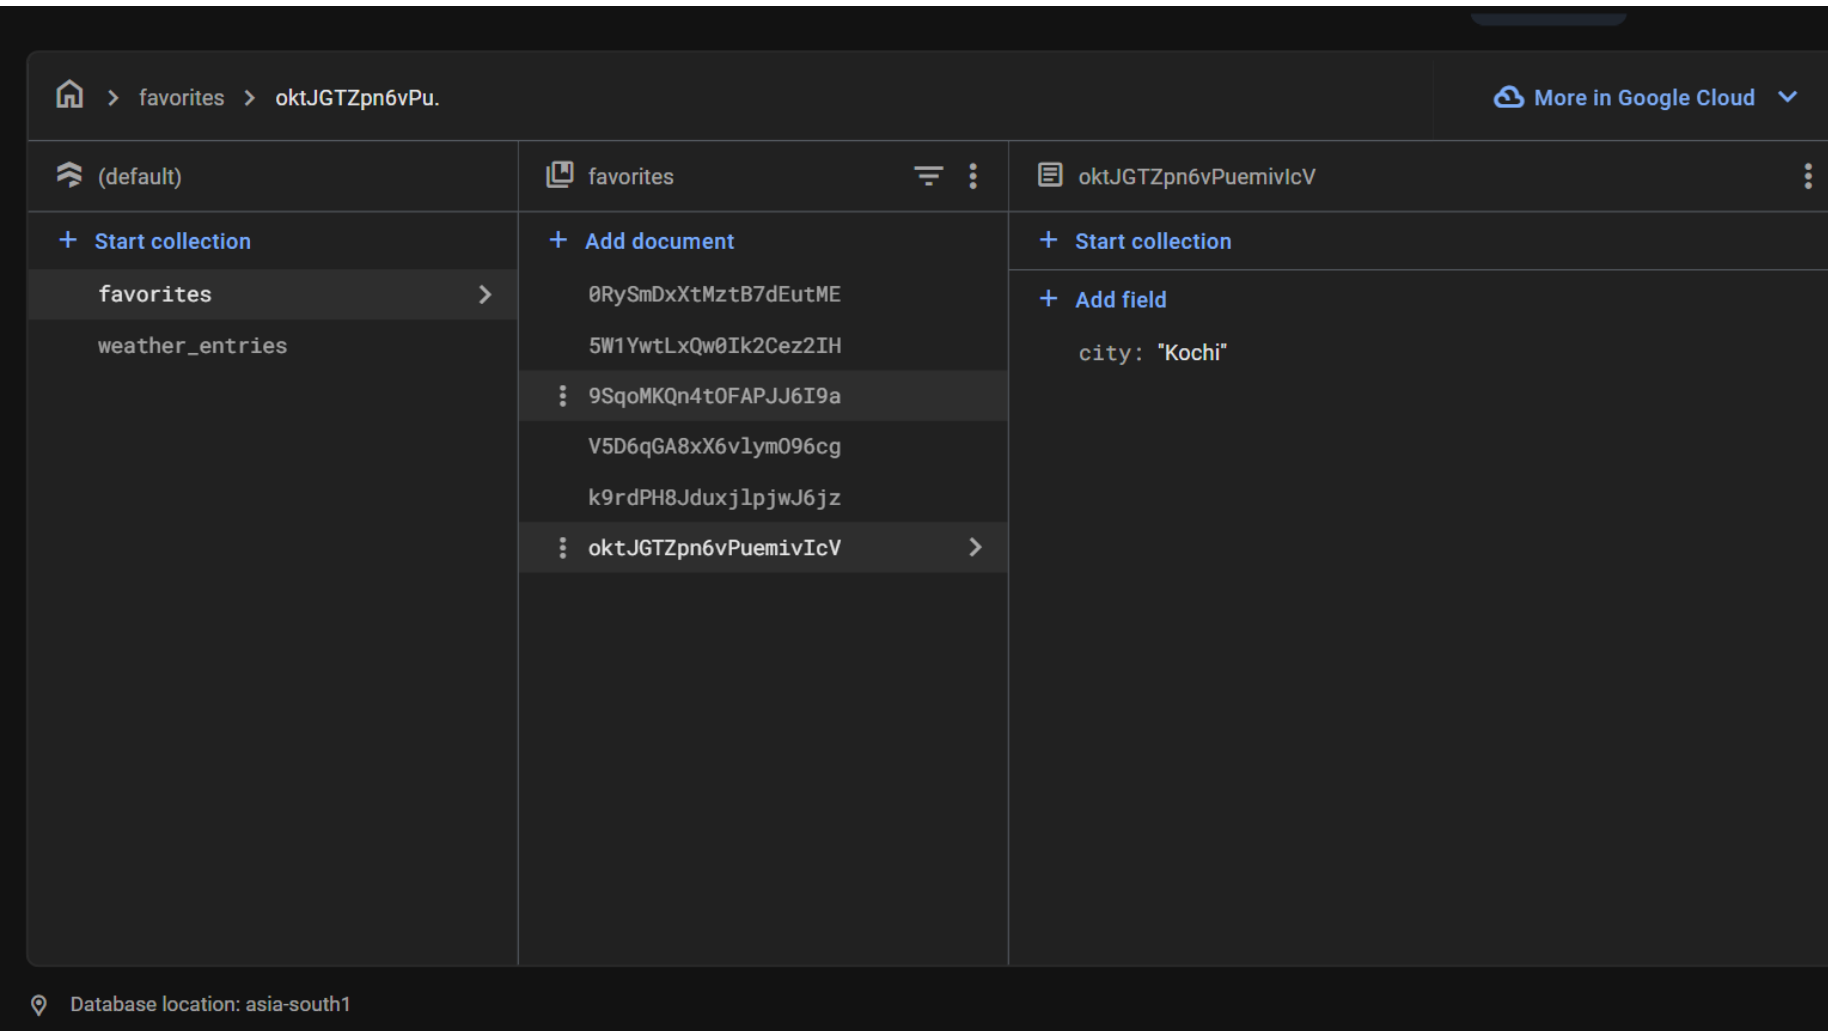 favorites > oktJGTZpn6vPu.
More in Google Cloud
(default)
+ Start collection
favorites
weather_entries
favorites
+ Add document
0RySmDxXtMztB7dEutME
5W1YwtLxQw0Ik2Cez2IH
9SqoMKQn4tOFAPJJ6I9a
V5D6qGA8xX6vlymO96cg
k9rdPH8JduxjlpjwJ6jz
oktJGTZpn6vPuemivIcV
oktJGTZpn6vPuemivIcV
+ Start collection
+ Add field
city: "Kochi"
Database location: asia-south1